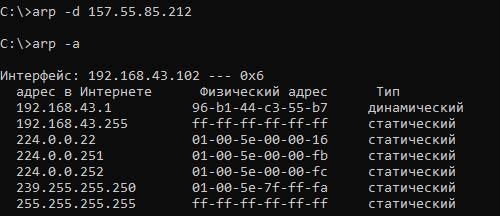 C:\>arp -d 157.55.85.212
C:\>arp -a
Интерфейс: 192.168.43.102 --- 0x6
адрес в Интернете Физический адрес Тип
192.168.43.1 96-b1-44-c3-55-b7 динамический
192.168.43.255 ff-ff-ff-ff-ff-ff статический
224.0.0.22 01-00-5e-00-00-16 статический
224.0.0.251 01-00-5e-00-00-fb статический
224.0.0.252 01-00-5e-00-00-fc статический
239.255.255.250 01-00-5e-7f-ff-fa статический
255.255.255.255 ff-ff-ff-ff-ff-ff статический